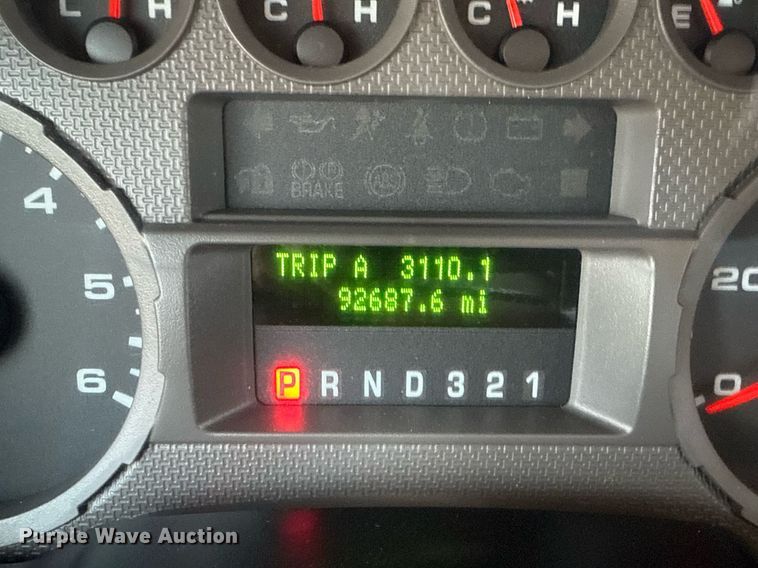 L H C H C H E
BRAKE
4
5
6
TRIP A 3110.1
92687.6 mi
P R N D 3 2 1
20
0
Purple Wave Auction